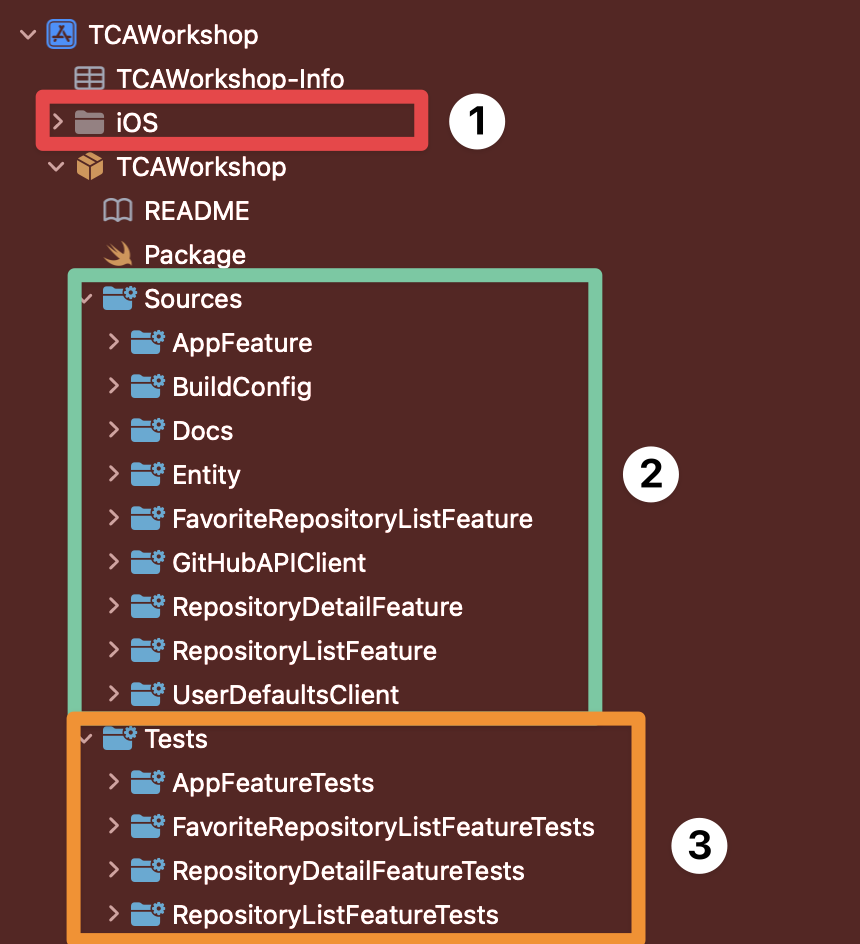 TCAWorkshop
TCAWorkshop-Info
iOS
1
TCAWorkshop
README
Package
Sources
AppFeature
BuildConfig
Docs
Entity
2
FavoriteRepositoryListFeature
GitHubAPIClient
RepositoryDetailFeature
RepositoryListFeature
UserDefaultsClient
Tests
AppFeatureTests
FavoriteRepositoryListFeatureTests
3
RepositoryDetailFeatureTests
RepositoryListFeatureTests